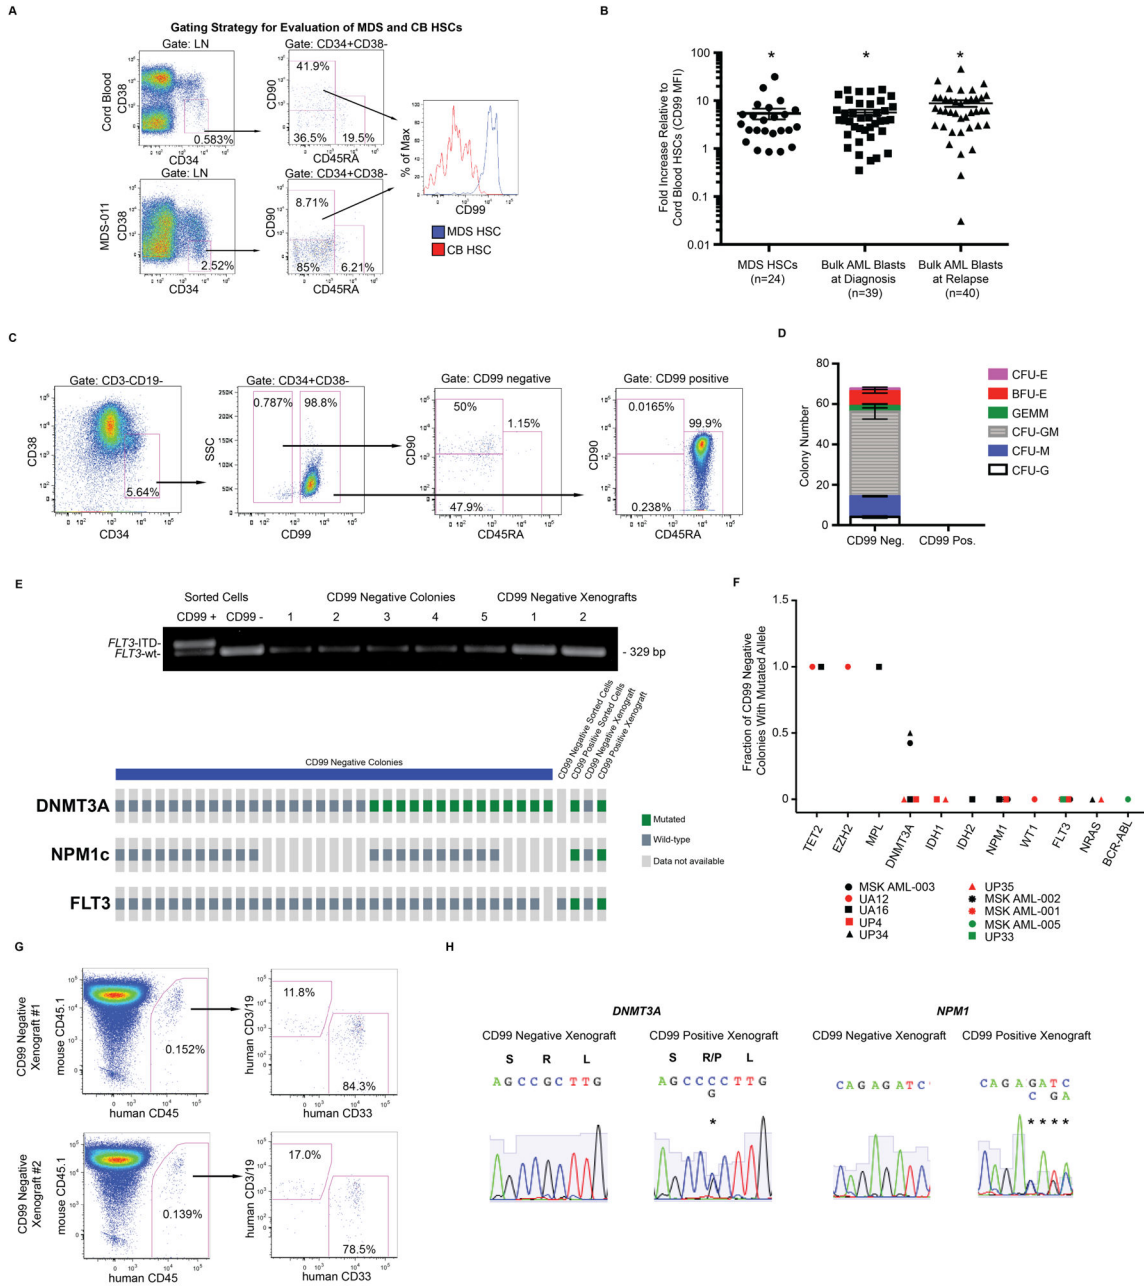 A
Gating Strategy for Evaluation of MDS and CB HSCs
Gate: LN
Gate: CD34+CD38-
Cord Blood
CD38
0.583%
CD34
CD90
41.9%
36.5%
19.5%
CD45RA
Gate: LN
Gate: CD34+CD38-
MDS-011
CD38
2.52%
CD34
CD90
8.71%
85%
6.21%
CD45RA
% of Max
CD99
MDS HSC
CB HSC
B
Fold Increase Relative to
Cord Blood HSCs (CD99 MFI)
100
10
1
0.1
0.01
* * *
MDS HSCs
(n=24)
Bulk AML Blasts
at Diagnosis
(n=39)
Bulk AML Blasts
at Relapse
(n=40)
C
Gate: CD3-CD19-
CD38
5.64%
CD34
Gate: CD34+CD38-
SSC
250K
200K
150K
100K
50K
0
0.787%
98.8%
CD99
Gate: CD99 negative
CD90
50%
1.15%
47.9%
CD45RA
Gate: CD99 positive
CD90
0.0165%
99.9%
0.238%
CD45RA
D
Colony Number
80
60
40
20
0
CD99 Neg.
CD99 Pos.
CFU-E
BFU-E
GEMM
CFU-GM
CFU-M
CFU-G
E
Sorted Cells
CD99 Negative Colonies
CD99 Negative Xenografts
CD99 + CD99 - 1 2 3 4 5 1 2
FLT3-ITD-
FLT3-wt-
- 329 bp
CD99 Negative Colonies
CD99 Negative Sorted Cells
CD99 Positive Sorted Cells
CD99 Negative Xenograft
CD99 Positive Xenograft
DNMT3A
NPM1c
FLT3
Mutated
Wild-type
Data not available
F
Fraction of CD99 Negative
Colonies With Mutated Allele
1.5
1.0
0.5
0
TET2
EZH2
MPL
DNMT3A
IDH1
IDH2
NPM1
WT1
FLT3
NRAS
BCR-ABL
MSK AML-003
UA12
UA16
UP4
UP34
UP35
MSK AML-002
MSK AML-001
MSK AML-005
UP33
G
CD99 Negative
Xenograft #1
mouse CD45.1
0.152%
human CD45
human CD3/19
11.8%
84.3%
human CD33
CD99 Negative
Xenograft #2
mouse CD45.1
0.139%
human CD45
human CD3/19
17.0%
78.5%
human CD33
H
DNMT3A
NPM1
CD99 Negative Xenograft
CD99 Positive Xenograft
CD99 Negative Xenograft
CD99 Positive Xenograft
S R L
A G C C G C T T G
S R/P L
A G C C C C T T G
G
*
C A G A G A T C
C A G A G A T C
C G A
* * * *